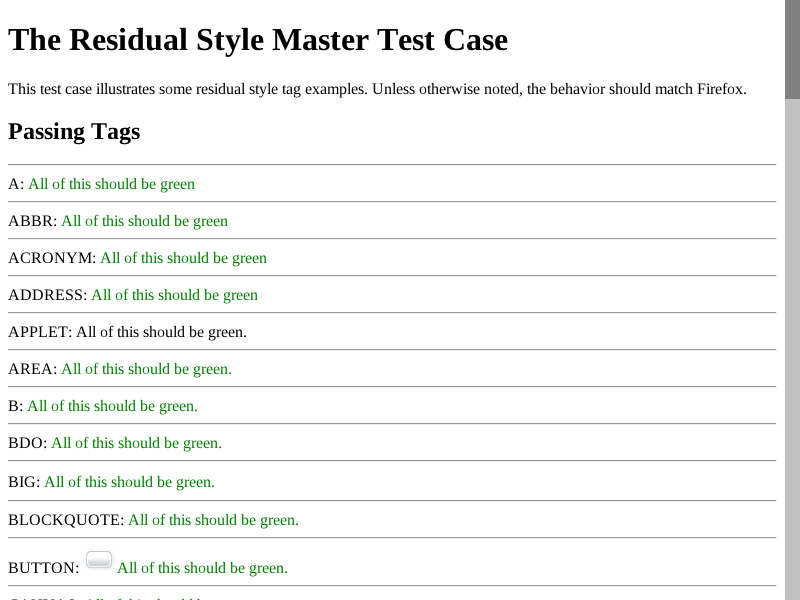 The Residual Style Master Test Case
This test case illustrates some residual style tag examples. Unless otherwise noted, the behavior should match Firefox.
Passing Tags
A: All of this should be green
ABBR: All of this should be green
ACRONYM: All of this should be green
ADDRESS: All of this should be green
APPLET: All of this should be green.
AREA: All of this should be green.
B: All of this should be green.
BDO: All of this should be green.
BIG: All of this should be green.
BLOCKQUOTE: All of this should be green.
BUTTON: All of this should be green.